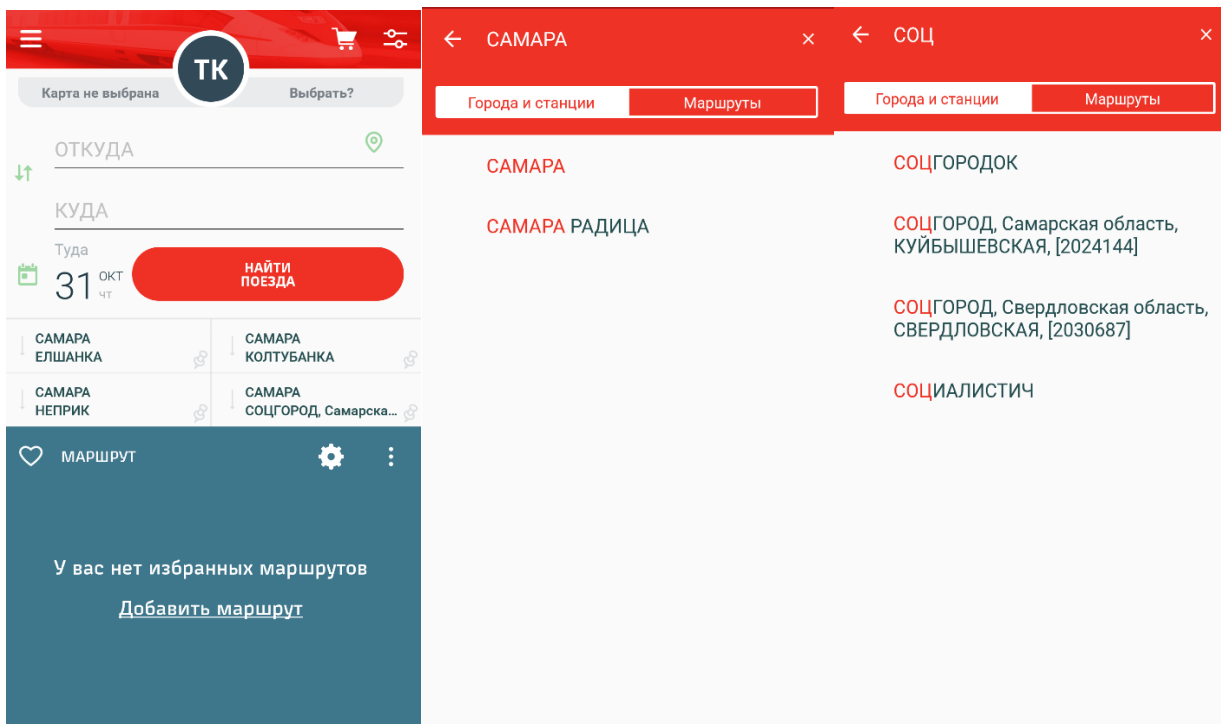 ТК
Карта не выбрана
Выбрать?
ОТКУДА
КУДА
Туда
31 ОКТ
ЧТ
НАЙТИ
ПОЕЗДА
САМАРА
ЕЛШАНКА
САМАРА
КОЛТУБАНКА
САМАРА
НЕПРИК
САМАРА
СОЦГОРОД, Самарска...
МАРШРУТ
У вас нет избранных маршрутов
Добавить маршрут
САМАРА
Города и станции
Маршруты
САМАРА
САМАРА РАДИЦА
СОЦ
Города и станции
Маршруты
СОЦГОРОДОК
СОЦГОРОД, Самарская область,
КУЙБЫШЕВСКАЯ, [2024144]
СОЦГОРОД, Свердловская область,
СВЕРДЛОВСКАЯ, [2030687]
СОЦИАЛИСТИЧ